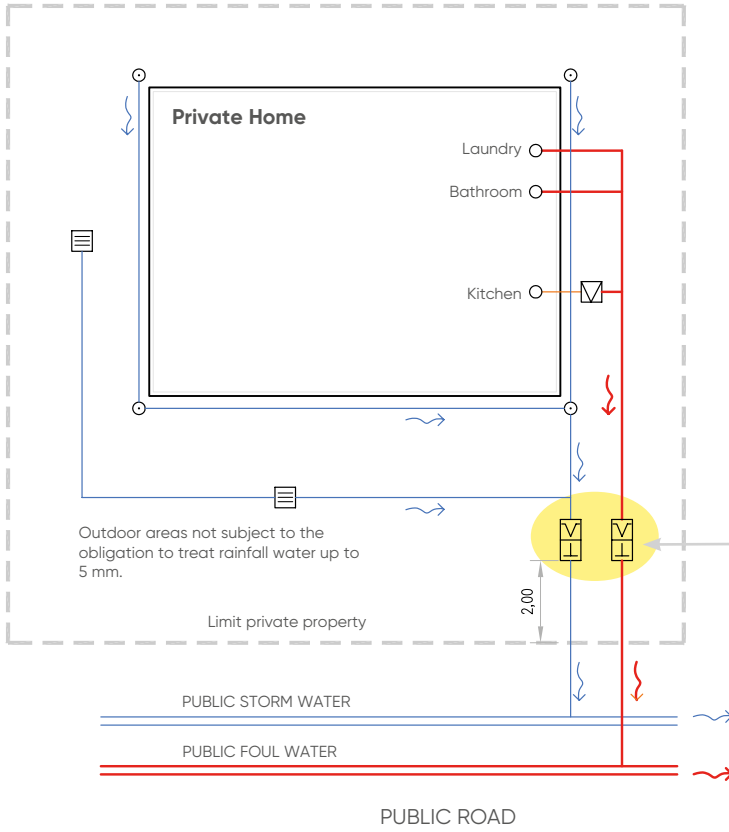 Private Home
Laundry
Bathroom
Kitchen
Outdoor areas not subject to the
obligation to treat rainfall water up to
5 mm.
2,00
Limit private property
PUBLIC STORM WATER
PUBLIC FOUL WATER
PUBLIC ROAD